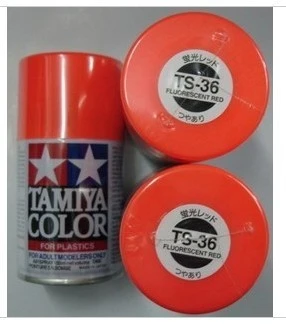 TAMIYA
COLOR
FOR PLASTICS
FOR ADULT MODELERS ONLY
蛍光レッド
TS-36
FLUORESCENT RED
つやあり
蛍光レッド
TS-36
FLUORESCENT RED
つやあり